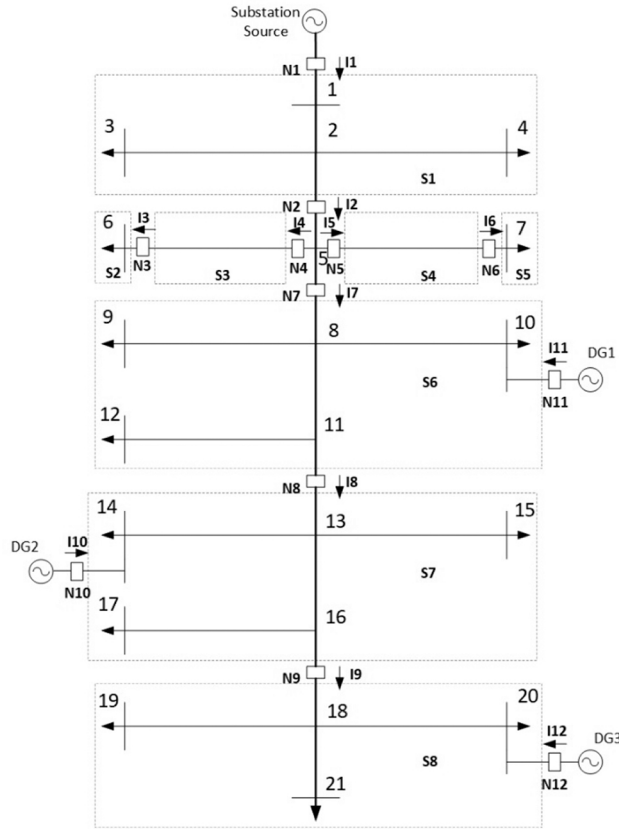 Substation
Source
N1
I1
1
3
2
4
S1
N2
I2
6
I3
I4
I5
I6
7
S2
N3
S3
N4
5
N5
S4
N6
S5
N7
I7
9
8
10
I11
DG1
S6
N11
12
11
N8
I8
14
13
15
DG2
I10
S7
N10
17
16
N9
I9
19
18
20
I12
DG3
S8
N12
21